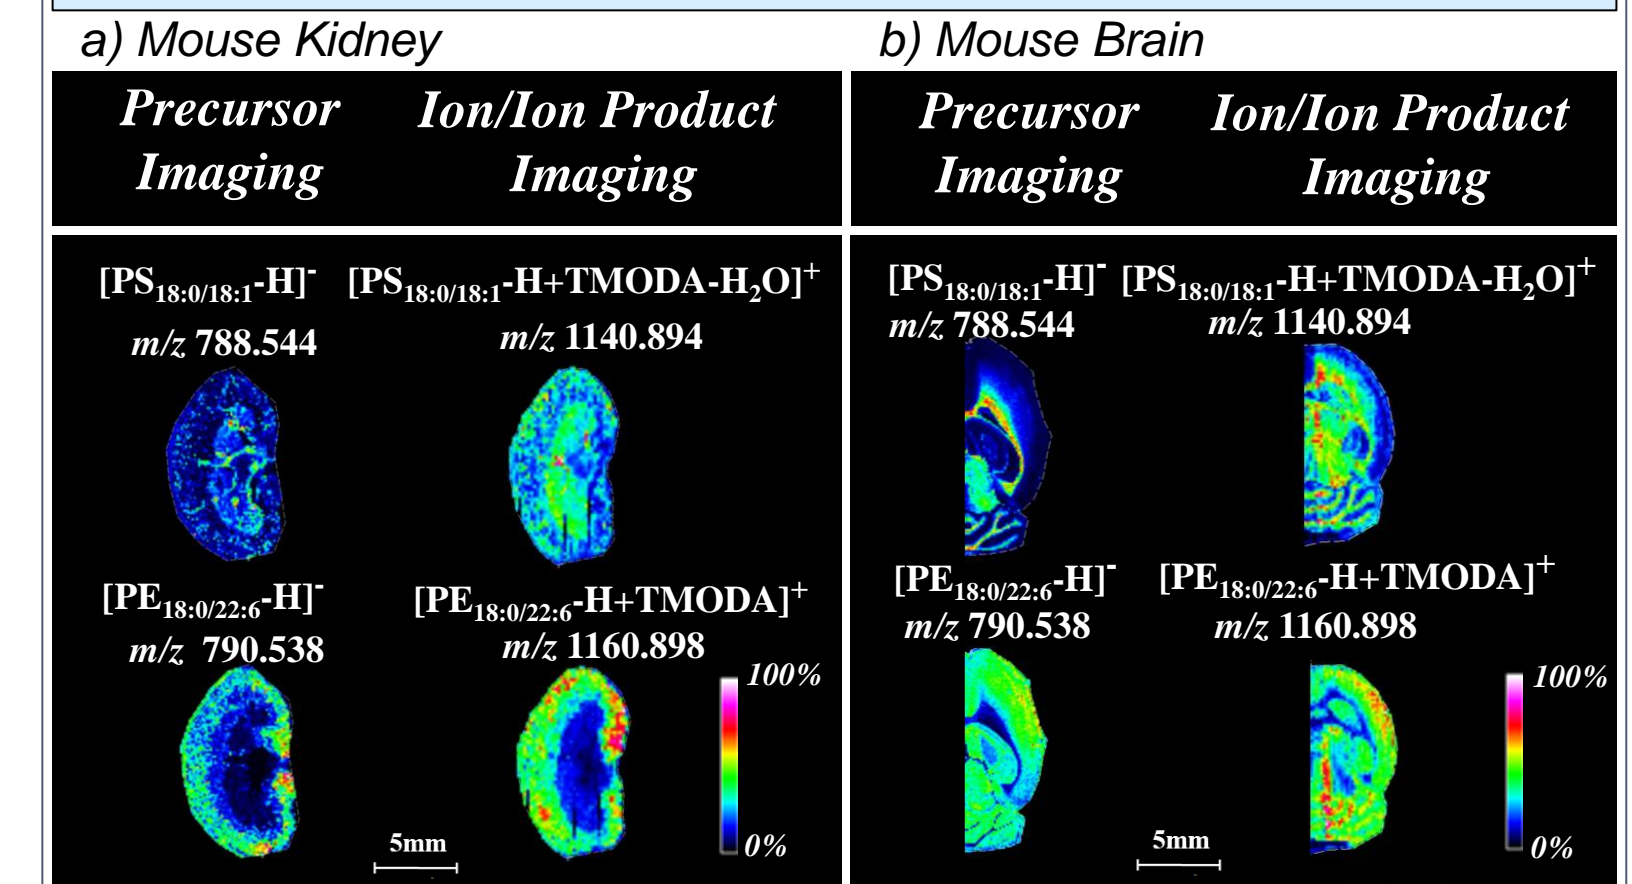 a) Mouse Kidney
Precursor Imaging
Ion/Ion Product Imaging
[PS18:0/18:1-H]-
m/z 788.544
[PS18:0/18:1-H+TMODA-H2O]+
m/z 1140.894
[PE18:0/22:6-H]-
m/z 790.538
[PE18:0/22:6-H+TMODA]+
m/z 1160.898
100%
0%
5mm
b) Mouse Brain
Precursor Imaging
Ion/Ion Product Imaging
[PS18:0/18:1-H]-
m/z 788.544
[PS18:0/18:1-H+TMODA-H2O]+
m/z 1140.894
[PE18:0/22:6-H]-
m/z 790.538
[PE18:0/22:6-H+TMODA]+
m/z 1160.898
100%
0%
5mm